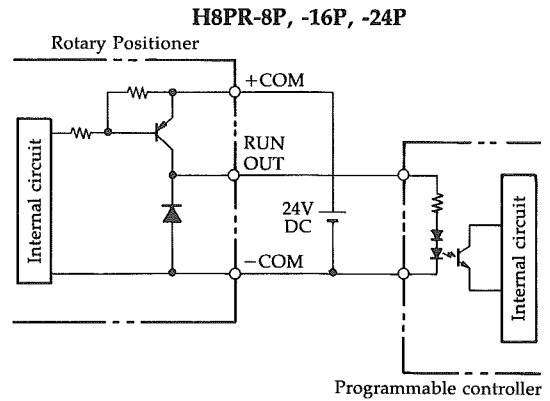 H8PR-8P, -16P, -24P
Rotary Positioner
+COM
Internal circuit
RUN
OUT
24V
DC
−COM
Internal circuit
Programmable controller